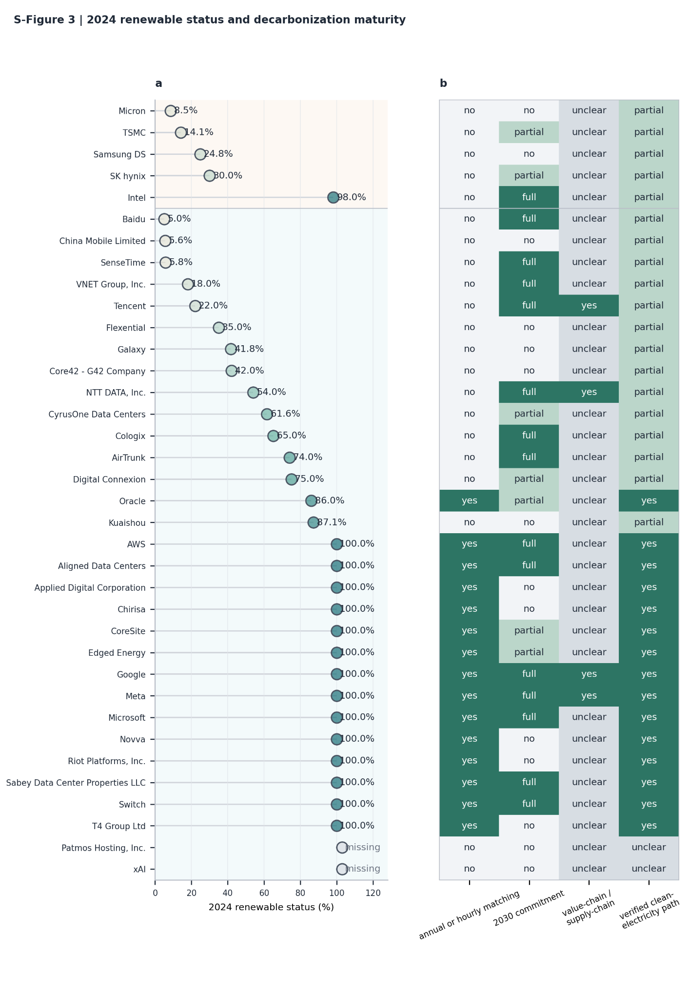 S-Figure 3 | 2024 renewable status and decarbonization maturity
a
b
Micron 8.5% no no unclear partial
TSMC 14.1% no partial unclear partial
Samsung DS 24.8% no no unclear partial
SK hynix 30.0% no partial unclear partial
Intel 98.0% no full unclear partial
Baidu 5.0% no full unclear partial
China Mobile Limited 5.6% no no unclear partial
SenseTime 5.8% no full unclear partial
VNET Group, Inc. 18.0% no full unclear partial
Tencent 22.0% no full yes partial
Flexential 35.0% no no unclear partial
Galaxy 41.8% no no unclear partial
Core42 - G42 Company 42.0% no no unclear partial
NTT DATA, Inc. 54.0% no full yes partial
CyrusOne Data Centers 61.6% no partial unclear partial
Cologix 65.0% no full unclear partial
AirTrunk 74.0% no full unclear partial
Digital Connexion 75.0% no partial unclear partial
Oracle 86.0% yes partial unclear yes
Kuaishou 87.1% no no unclear partial
AWS 100.0% yes full unclear yes
Aligned Data Centers 100.0% yes full unclear yes
Applied Digital Corporation 100.0% yes no unclear yes
Chirisa 100.0% yes no unclear yes
CoreSite 100.0% yes partial unclear yes
Edged Energy 100.0% yes partial unclear yes
Google 100.0% yes full yes yes
Meta 100.0% yes full yes yes
Microsoft 100.0% yes full unclear yes
Novva 100.0% yes no unclear yes
Riot Platforms, Inc. 100.0% yes no unclear yes
Sabey Data Center Properties LLC 100.0% yes full unclear yes
Switch 100.0% yes full unclear yes
T4 Group Ltd 100.0% yes no unclear yes
Patmos Hosting, Inc. missing no no unclear unclear
xAI missing no no unclear unclear
0 20 40 60 80 100 120
2024 renewable status (%)
annual or hourly matching
2030 commitment
value-chain /
supply-chain
verified clean-
electricity path